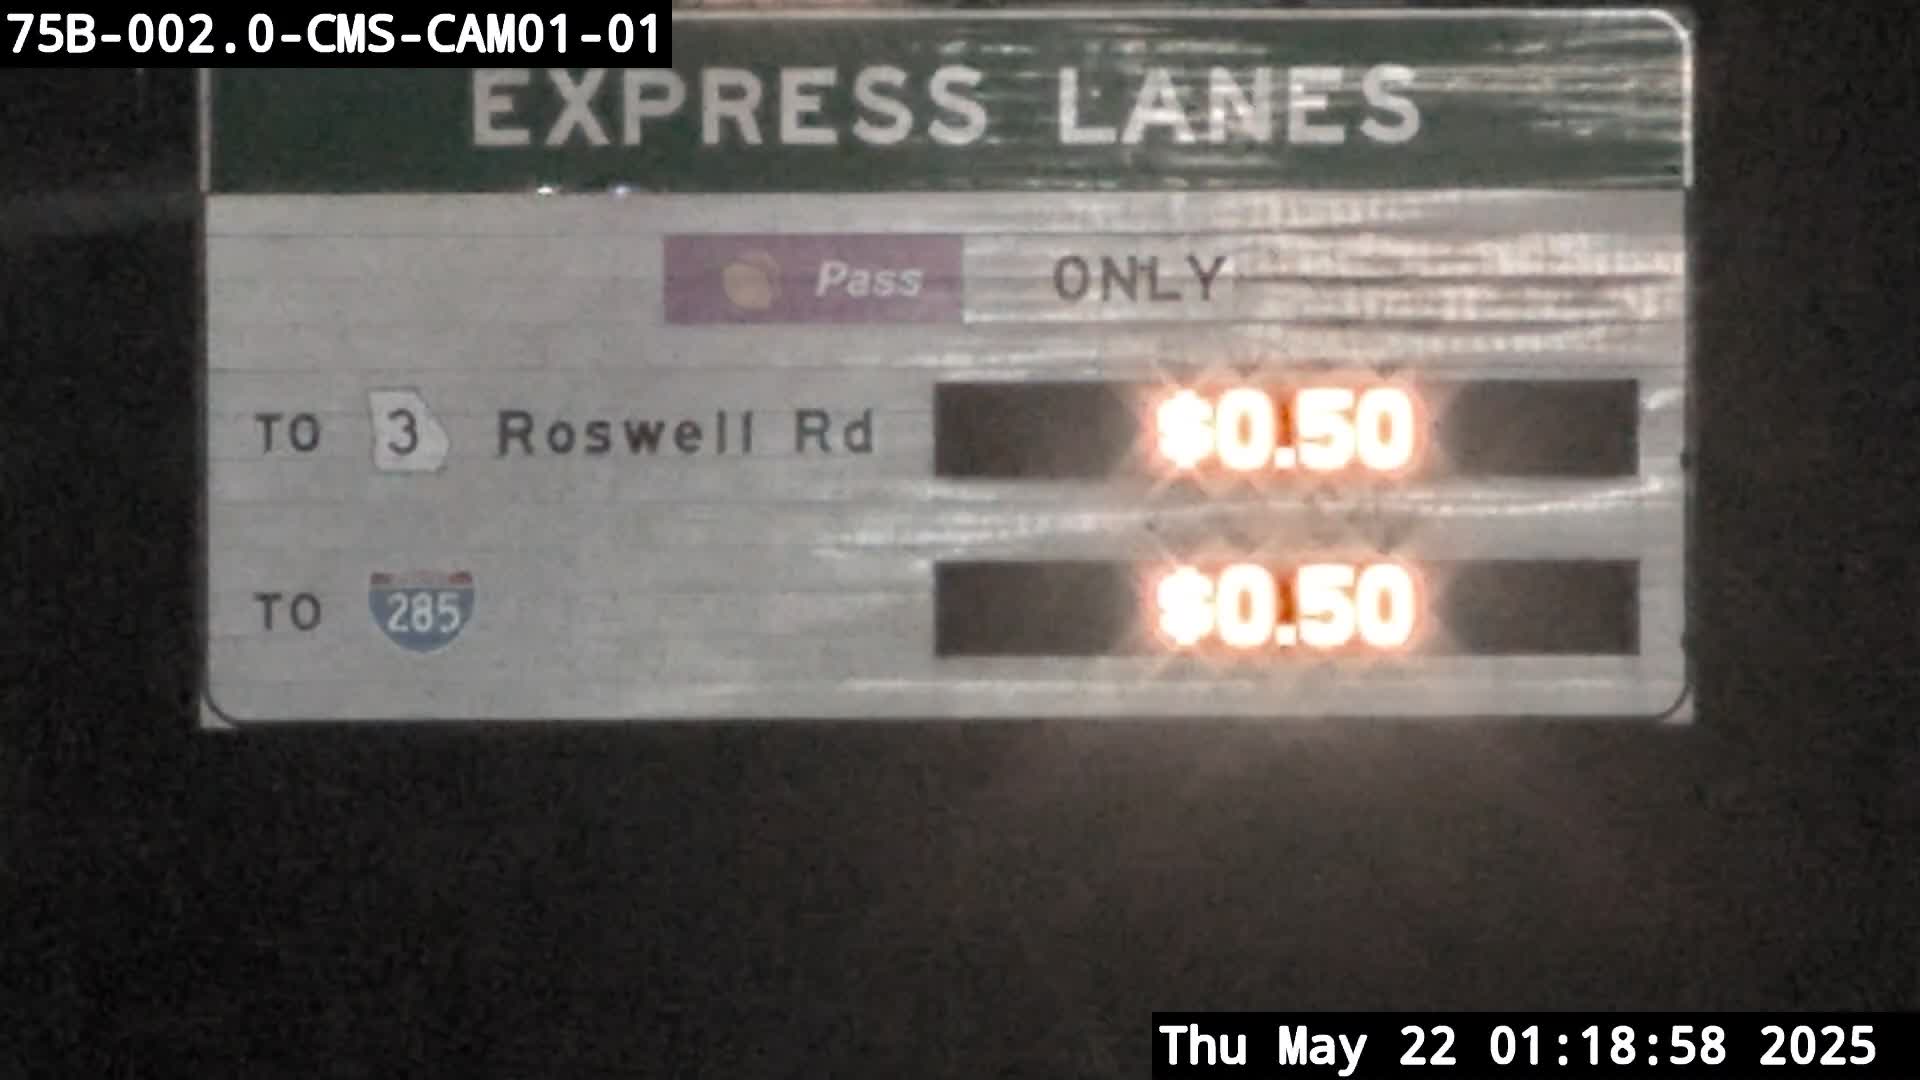 75B-002.0-CMS-CAM01-01
EXPRESS LANES
Pass ONLY
TO 3 Roswell Rd $0.50
TO 285 $0.50
Thu May 22 01:18:58 2025